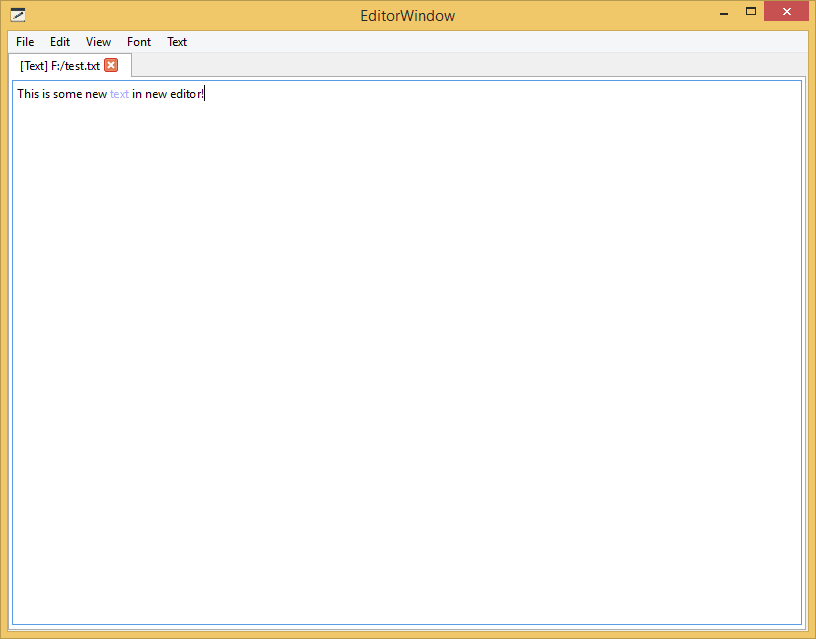 EditorWindow
File Edit View Font Text
[Text] F:/test.txt
This is some new text in new editor!